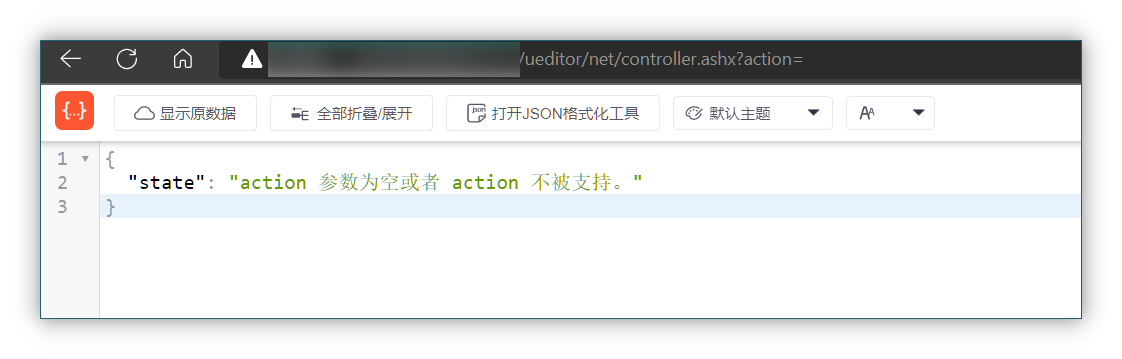 /ueditor/net/controller.ashx?action=
{...} 显示原数据 全部折叠/展开 json 打开JSON格式化工具 默认主题 AA
1 {
2 "state": "action 参数为空或者 action 不被支持。"
3 }